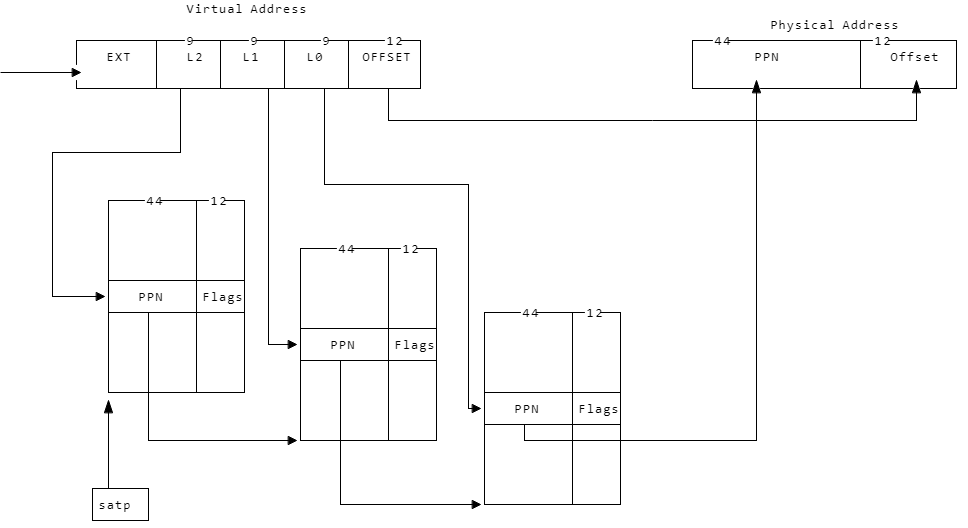 Virtual Address
Physical Address
9 9 9 12
EXT L2 L1 L0 OFFSET
44 12
PPN Offset
44 12
PPN Flags
44 12
PPN Flags
44 12
PPN Flags
satp